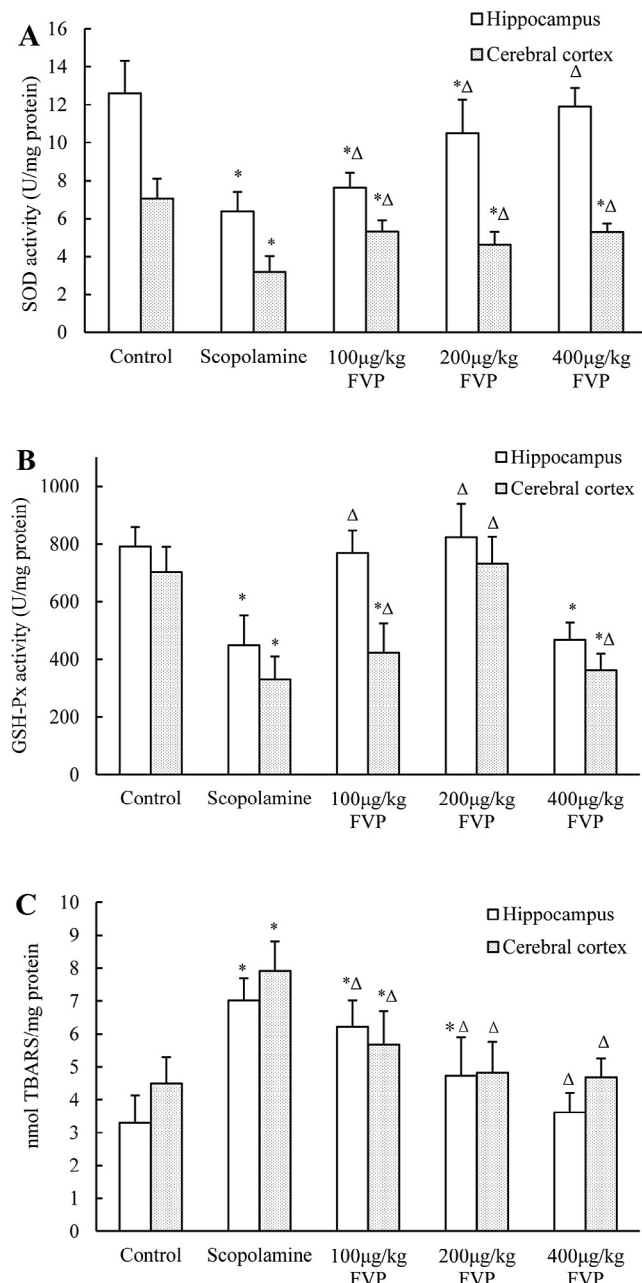 A
Hippocampus
Cerebral cortex
SOD activity (U/mg protein)
16
14
12
10
8
6
4
2
0
*
*
*Δ
*Δ
*Δ
*Δ
Δ
*Δ
Control Scopolamine 100µg/kg 200µg/kg 400µg/kg
FVP FVP FVP
B
Hippocampus
Cerebral cortex
GSH-Px activity (U/mg protein)
1000
800
600
400
200
0
*
*
Δ
*Δ
Δ
Δ
*
*Δ
Control Scopolamine 100µg/kg 200µg/kg 400µg/kg
FVP FVP FVP
C
Hippocampus
Cerebral cortex
nmol TBARS/mg protein
10
9
8
7
6
5
4
3
2
1
0
*
*
*Δ
*Δ
* Δ
Δ
Δ
Δ
Control Scopolamine 100µg/kg 200µg/kg 400µg/kg
FVP FVP FVP